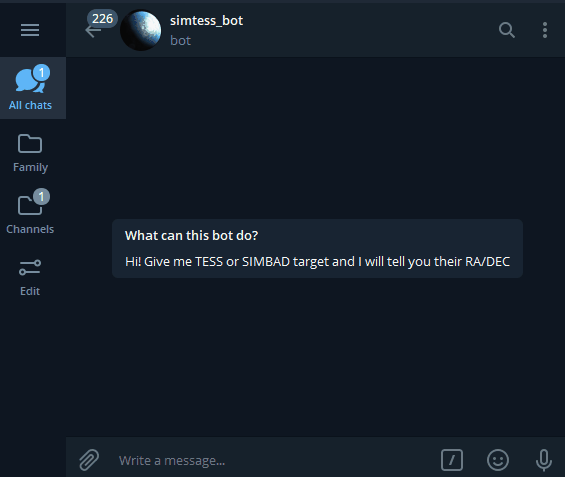 226
simtess_bot
bot
1
All chats
Family
1
Channels
Edit
What can this bot do?
Hi! Give me TESS or SIMBAD target and I will tell you their RA/DEC
Write a message...
/